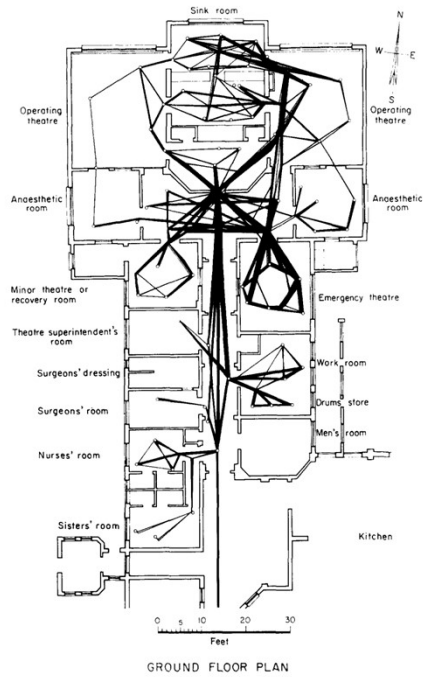 Sink room
N
W
E
S
Operating
theatre
Operating
theatre
Anaesthetic
room
Anaesthetic
room
Minor theatre or
recovery room
Emergency theatre
Theatre superintendent's
room
Work room
Surgeons' dressing
Drums store
Surgeons' room
Men's room
Nurses' room
Sisters' room
Kitchen
0 5 10 20 30
Feet
GROUND FLOOR PLAN